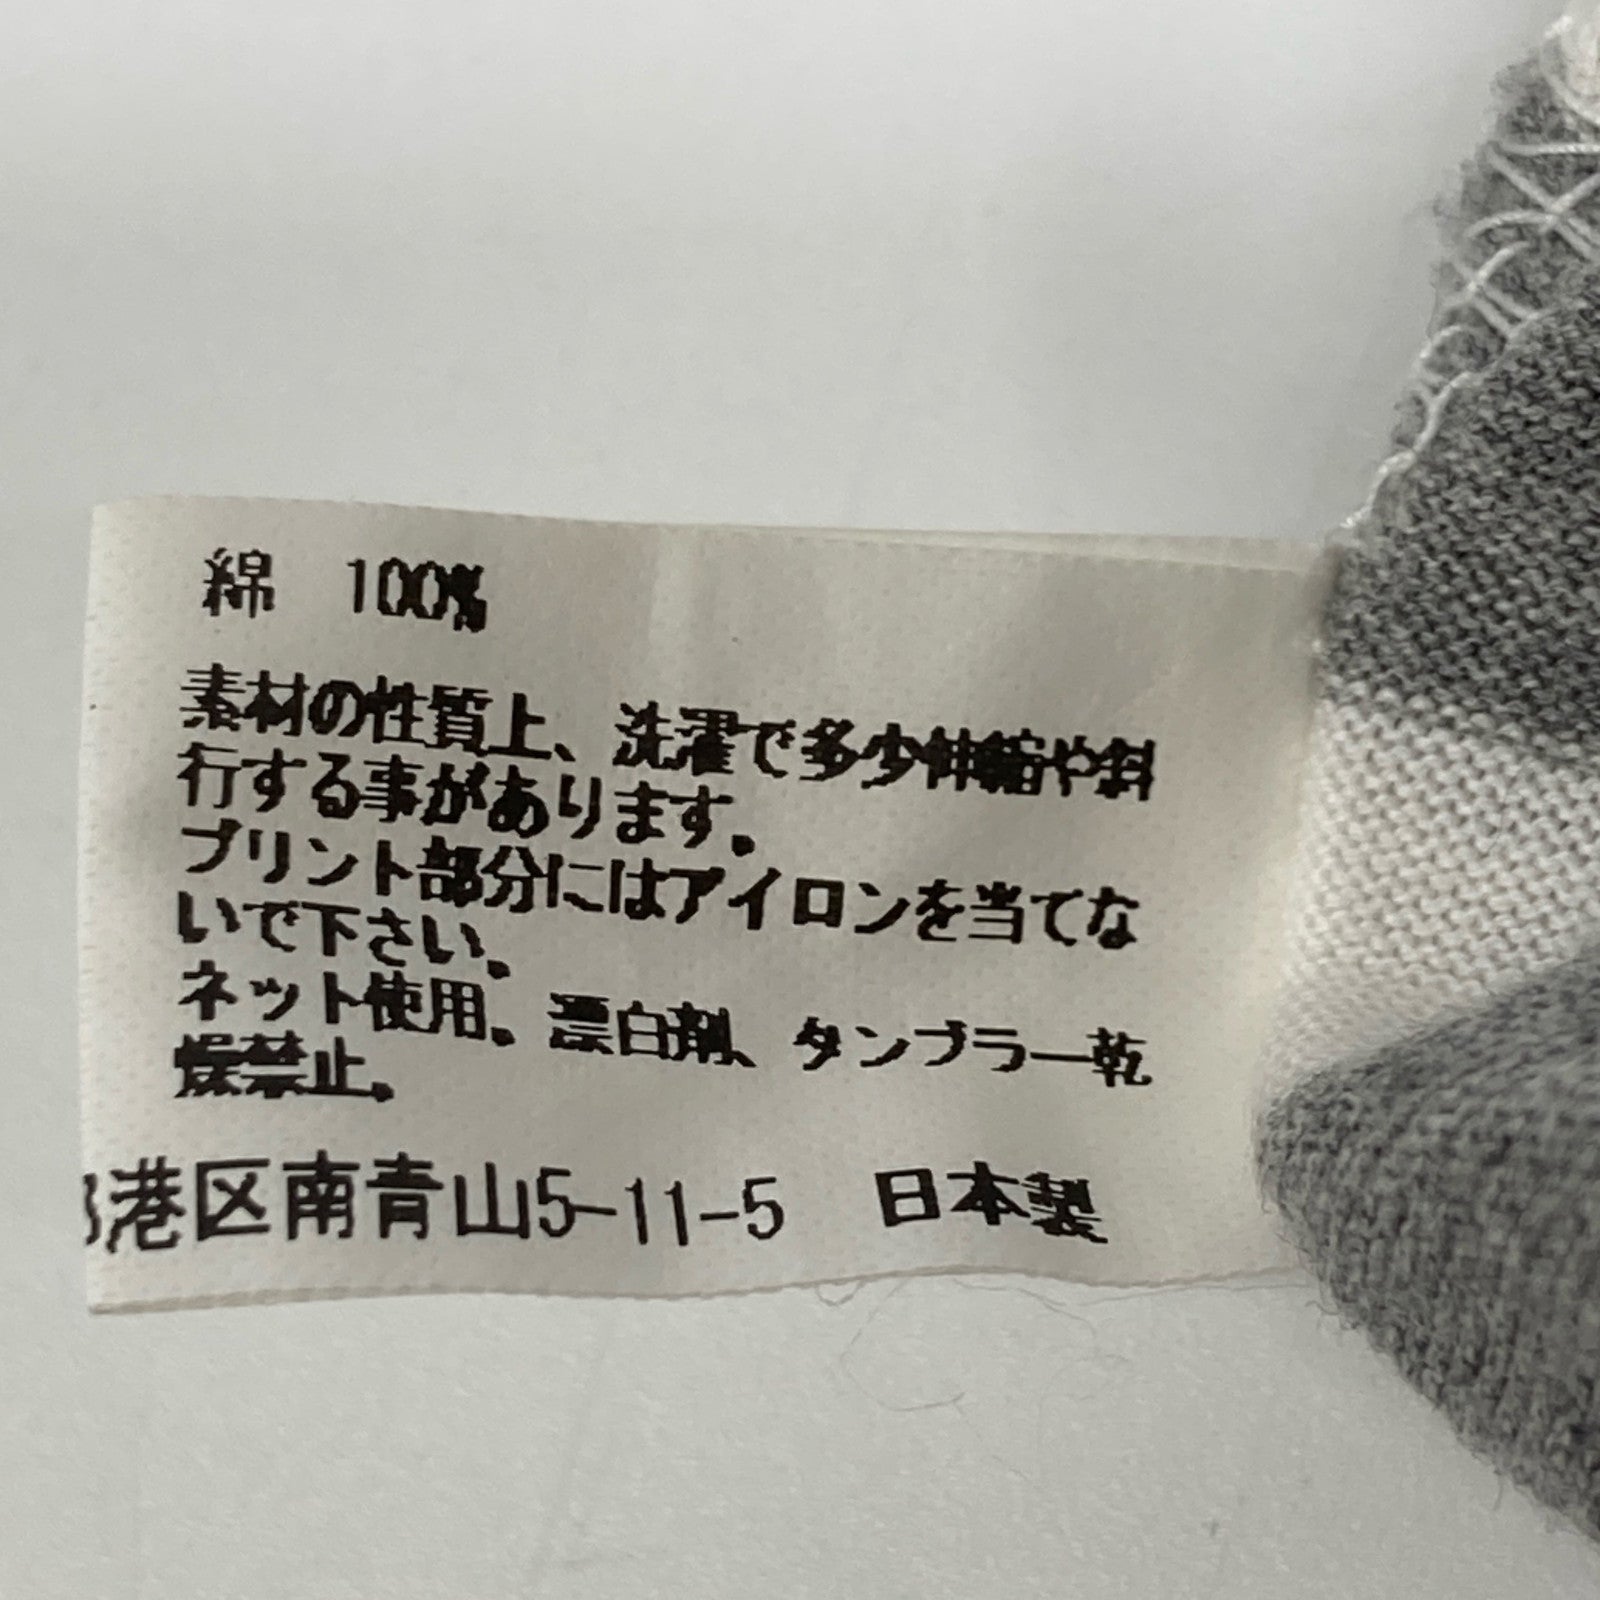 綿　100%
素材の性質上、洗濯で多少伸縮や斜
行する事があります。
プリント部分にはアイロンを当てな
いで下さい。
ネット使用。漂白剤、タンブラー乾
燥禁止。
港区南青山5-11-5　日本製